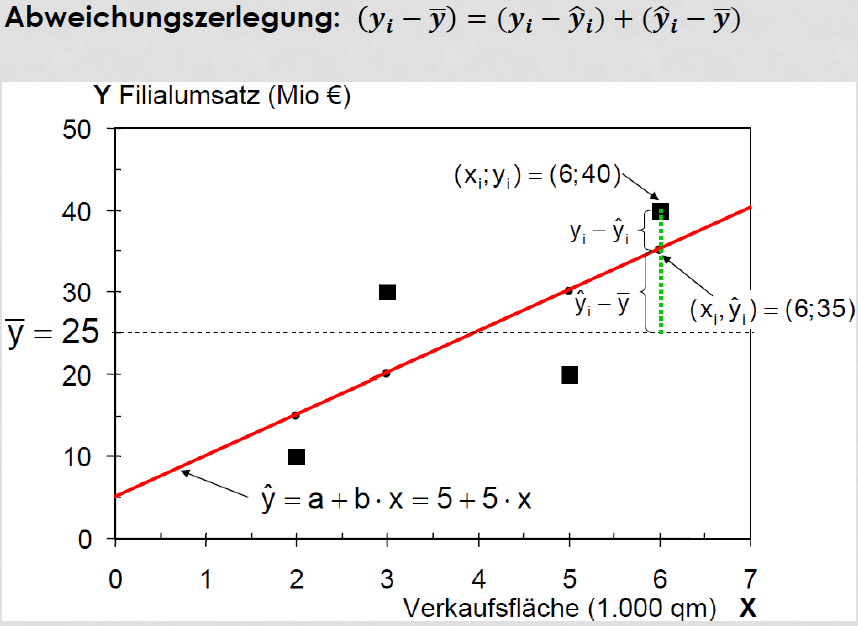 Abweichungszerlegung: (yᵢ − y̅) = (yᵢ − ŷᵢ) + (ŷᵢ − y̅)
Y Filialumsatz (Mio €)
50
(xᵢ;yᵢ) = (6;40)
40
yᵢ − ŷᵢ
30
ŷᵢ − y̅
(xᵢ,ŷᵢ) = (6;35)
y̅ = 25
20
10
ŷ = a + b · x = 5 + 5 · x
0
0 1 2 3 4 5 6 7
Verkaufsfläche (1.000 qm) X